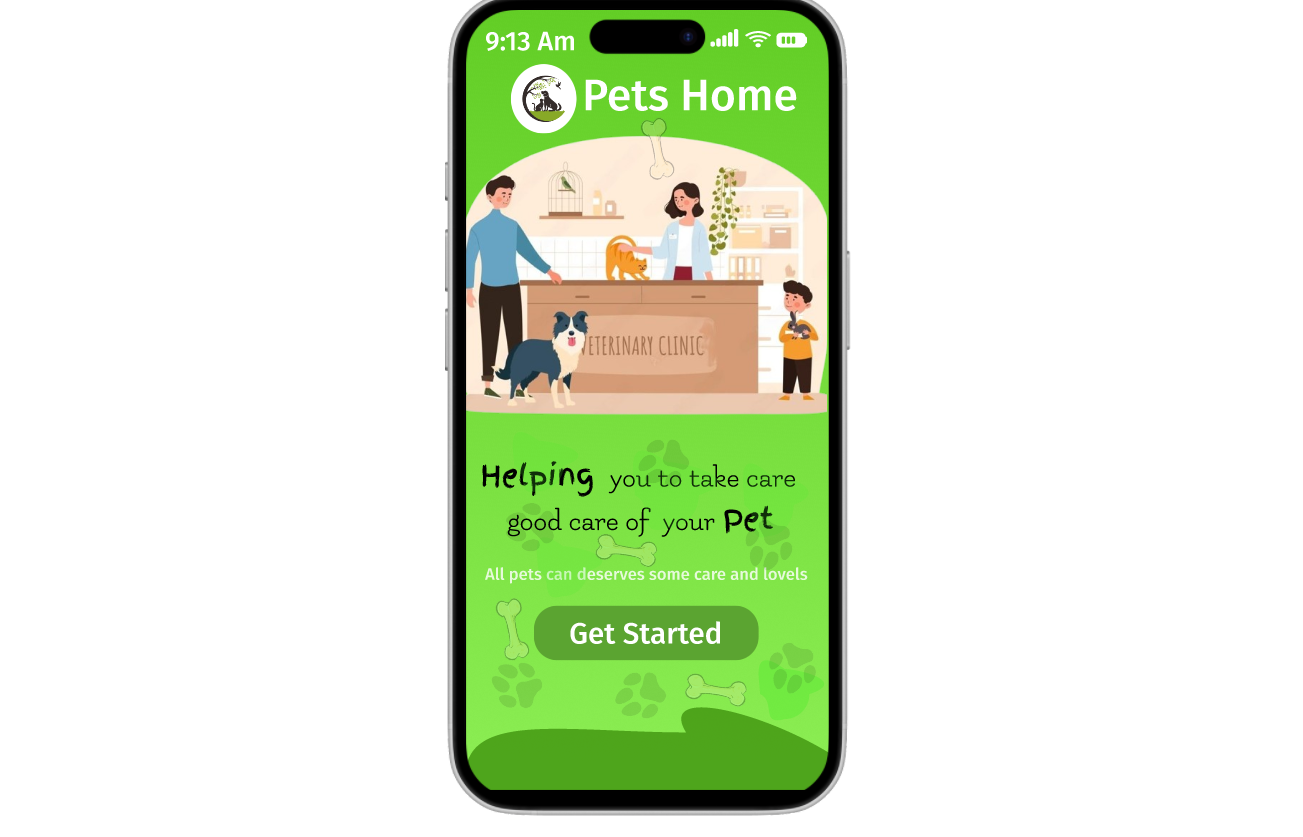 9:13 Am
Pets Home
VETERINARY CLINIC
Helping you to take care
good care of your Pet
All pets can deserves some care and lovels
Get Started